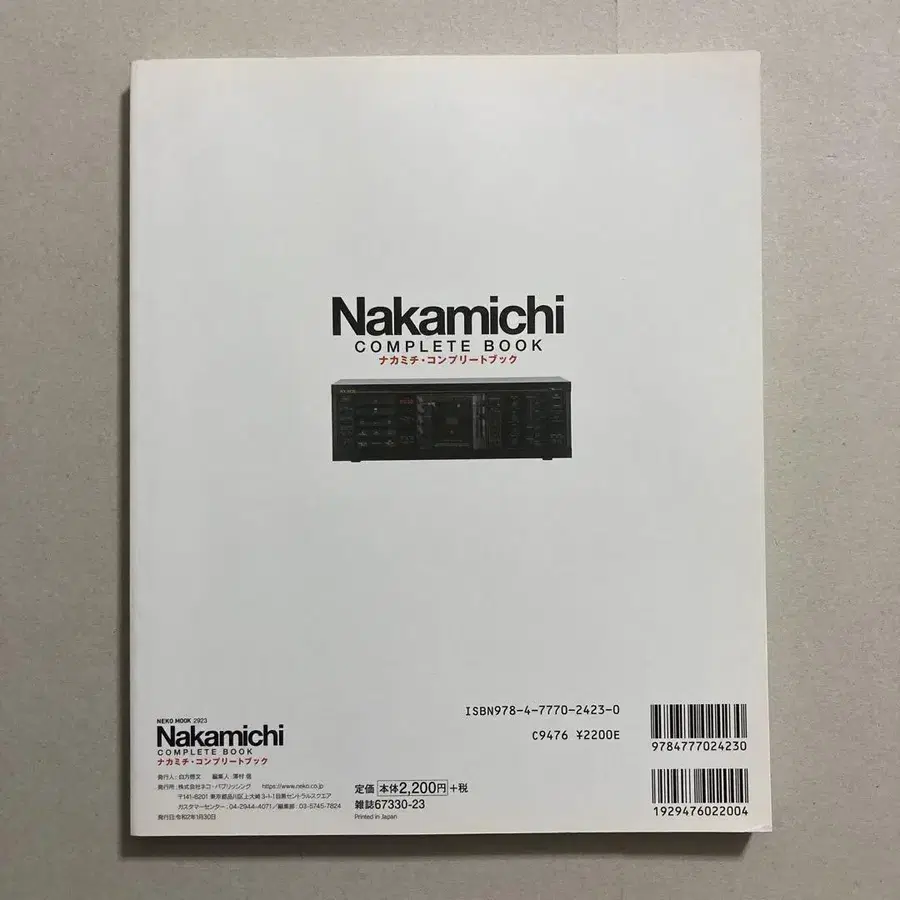 Nakamichi
COMPLETE BOOK
ナカミチ・コンプリートブック
ISBN978-4-7770-2423-0
C9476 ¥2200E
9784777024230
1929476022004
NEKO MOOK 2923
Nakamichi
COMPLETE BOOK
ナカミチ・コンプリートブック
発行人:白方啓文 編集人 澤村 信
発行所:株式会社ネコ・パブリッシング https://www.neko.co.jp
〒141-8201 東京都品川区上大崎3-1-1目黒セントラルスクエア
カスタマーセンター:04-2944-4071/編集部:03-5745-7824
発行日:令和2年1月30日
定価 本体2,200円+税
雑誌67330-23
Printed in Japan